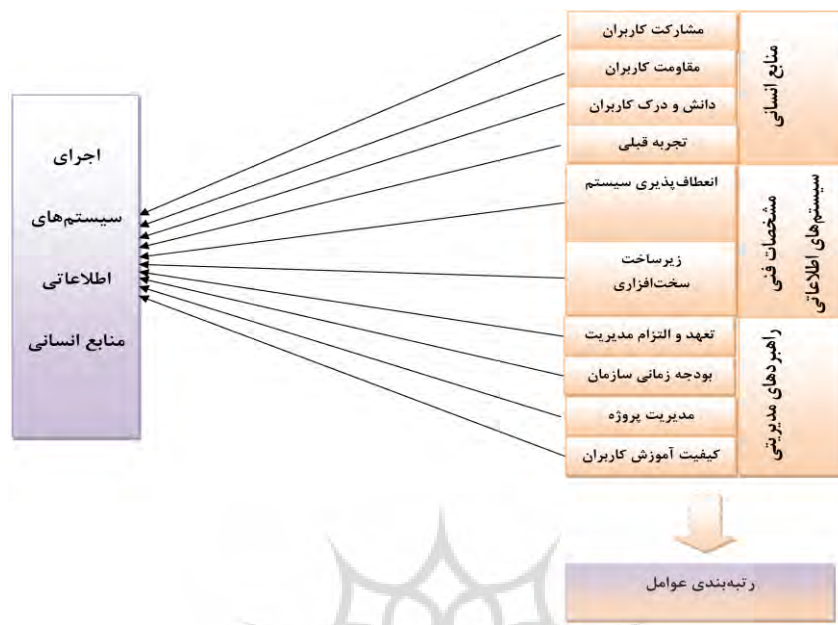 منابع انسانی
مشارکت کاربران
مقاومت کاربران
دانش و درک کاربران
تجربه قبلی
مشخصات فنی
سیستم‌های اطلاعاتی
انعطاف‌پذیری سیستم
زیرساخت
سخت‌افزاری
راهبردهای مدیریتی
تعهد و التزام مدیریت
بودجه زمانی سازمان
مدیریت پروژه
کیفیت آموزش کاربران
اجرای
سیستم‌های
اطلاعاتی
منابع انسانی
رتبه‌بندی عوامل